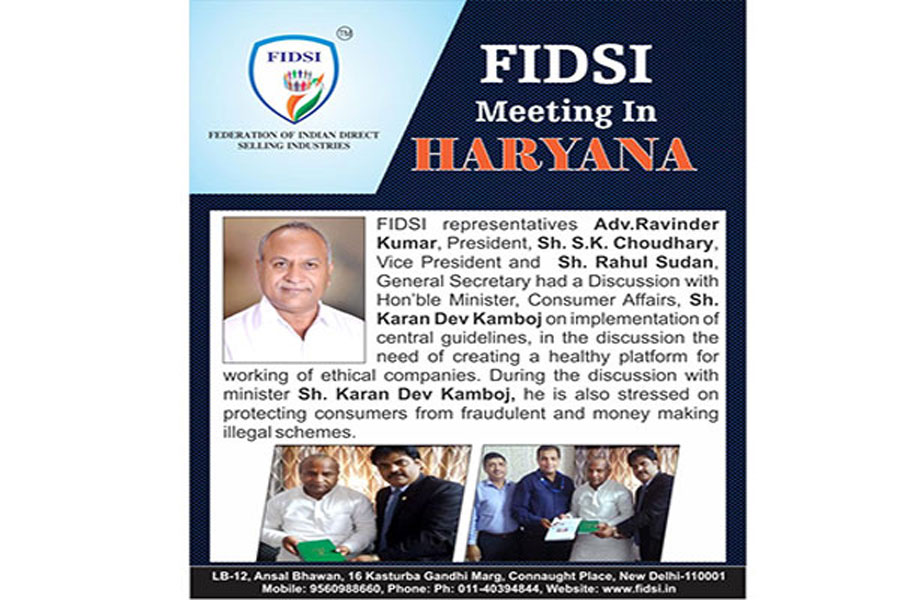 TM
FIDSI
FEDERATION OF INDIAN DIRECT
SELLING INDUSTRIES
FIDSI
Meeting In
HARYANA
FIDSI representatives Adv.Ravinder
Kumar, President, Sh. S.K. Choudhary,
Vice President and Sh. Rahul Sudan,
General Secretary had a Discussion with
Hon'ble Minister, Consumer Affairs, Sh.
Karan Dev Kamboj on implementation of
central guidelines, in the discussion the
need of creating a healthy platform for
working of ethical companies. During the discussion with
minister Sh. Karan Dev Kamboj, he is also stressed on
protecting consumers from fraudulent and money making
illegal schemes.
LB-12, Ansal Bhawan, 16 Kasturba Gandhi Marg, Connaught Place, New Delhi-110001
Mobile: 9560988660, Phone: Ph: 011-40394844, Website: www.fidsi.in